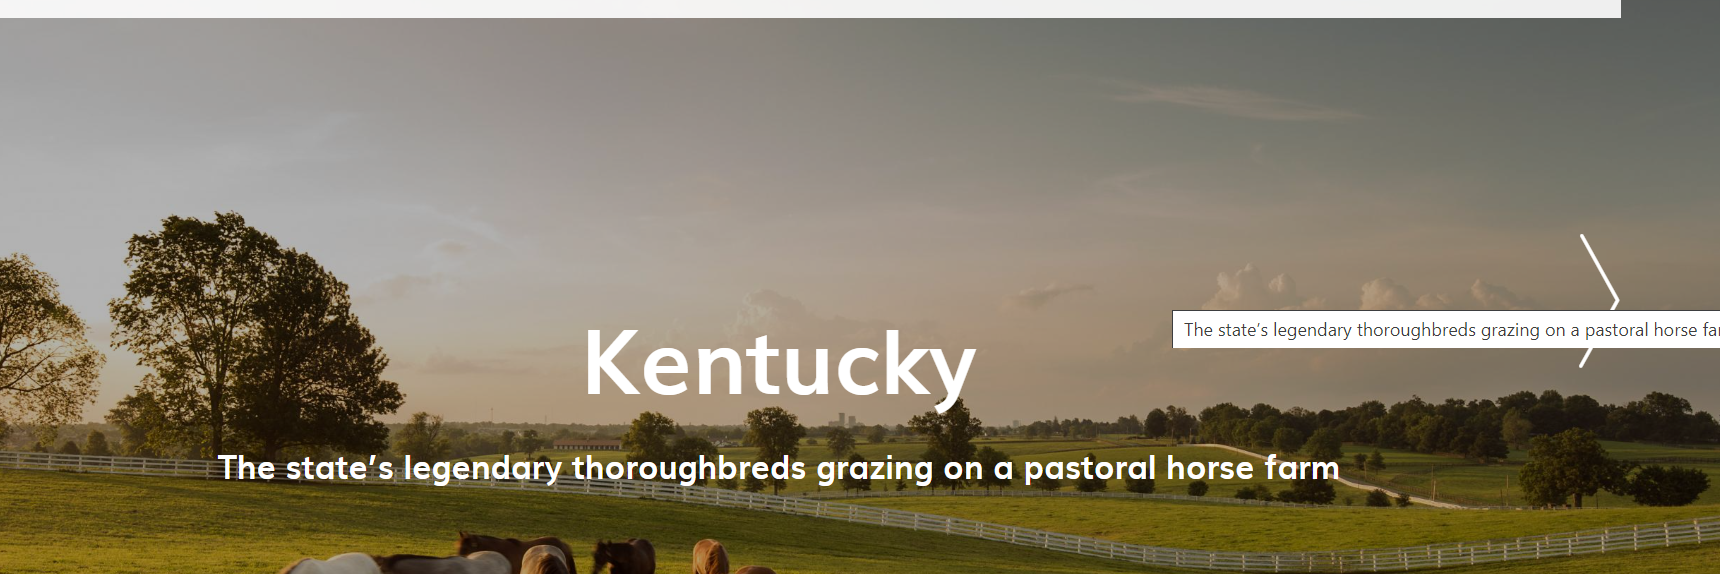 Kentucky
The state's legendary thoroughbreds grazing on a pastoral horse fa
The state's legendary thoroughbreds grazing on a pastoral horse farm